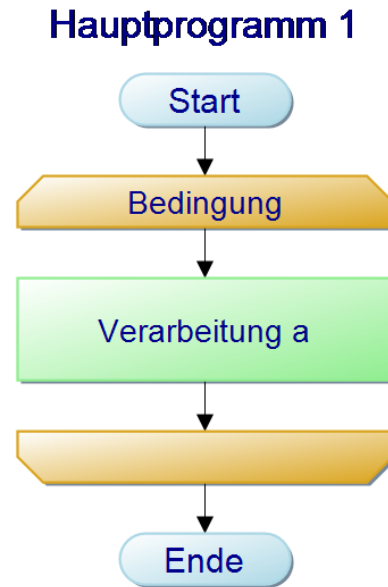 Hauptprogramm 1
Start
Bedingung
Verarbeitung a
Ende